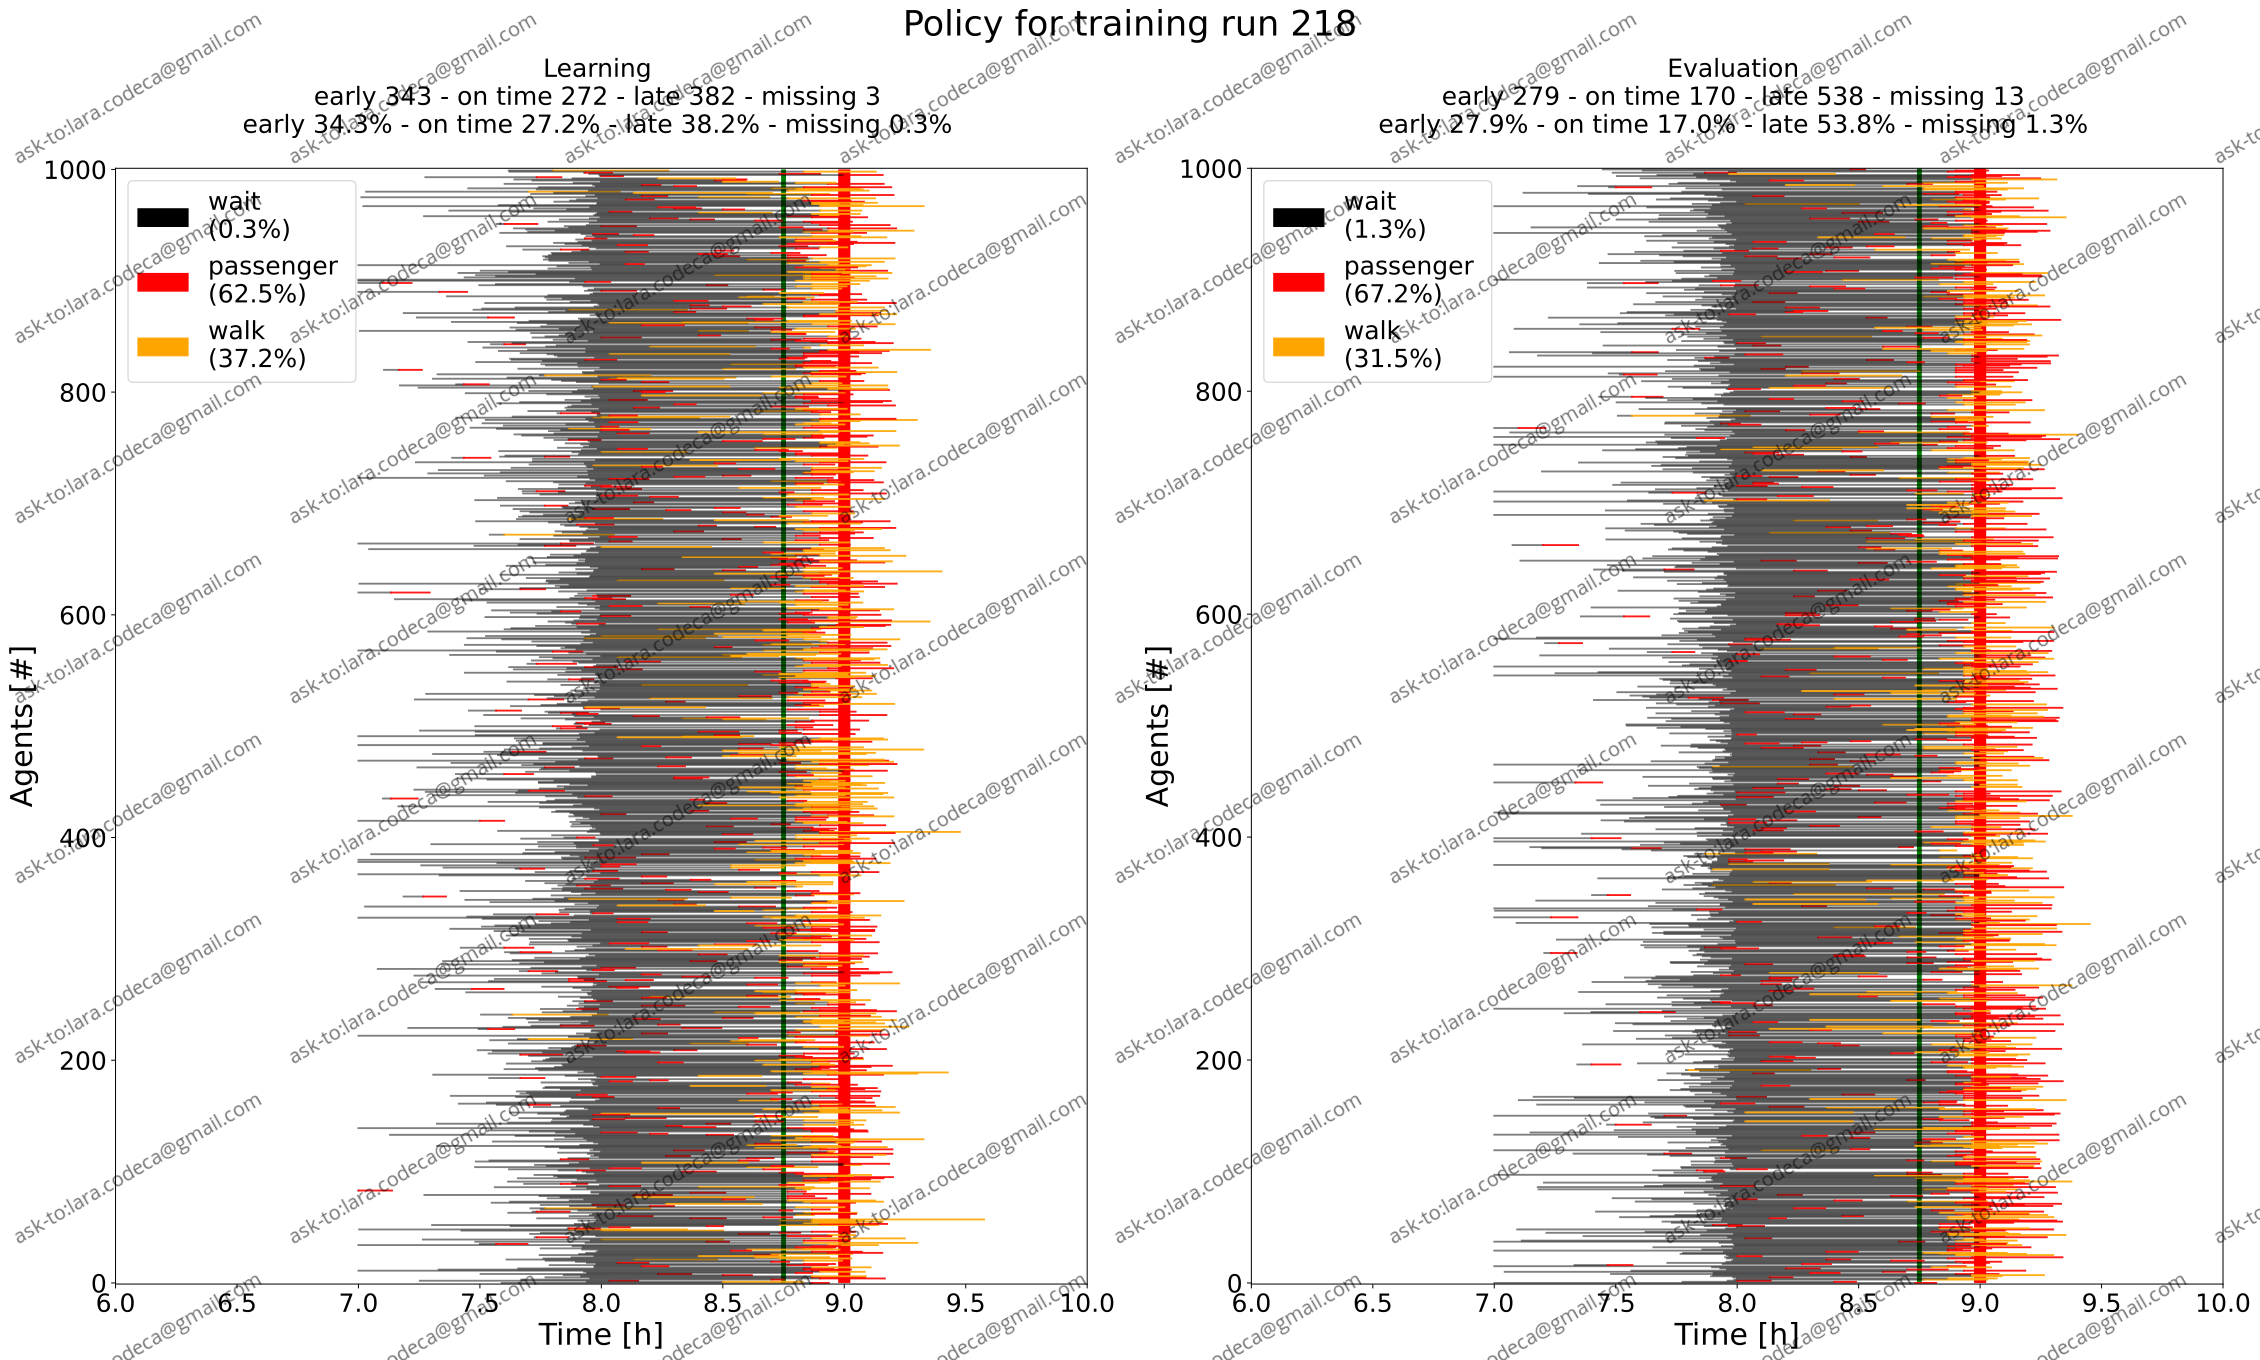 Policy for training run 218
Learning
early 343 - on time 272 - late 382 - missing 3
early 34.3% - on time 27.2% - late 38.2% - missing 0.3%
Evaluation
early 279 - on time 170 - late 538 - missing 13
early 27.9% - on time 17.0% - late 53.8% - missing 1.3%
wait
(0.3%)
passenger
(62.5%)
walk
(37.2%)
wait
(1.3%)
passenger
(67.2%)
walk
(31.5%)
Agents [#]
1000
800
600
400
200
0
6.0 6.5 7.0 7.5 8.0 8.5 9.0 9.5 10.0
Time [h]
Agents [#]
1000
800
600
400
200
0
6.0 6.5 7.0 7.5 8.0 8.5 9.0 9.5 10.0
Time [h]
ask-to:lara.codeca@gmail.com